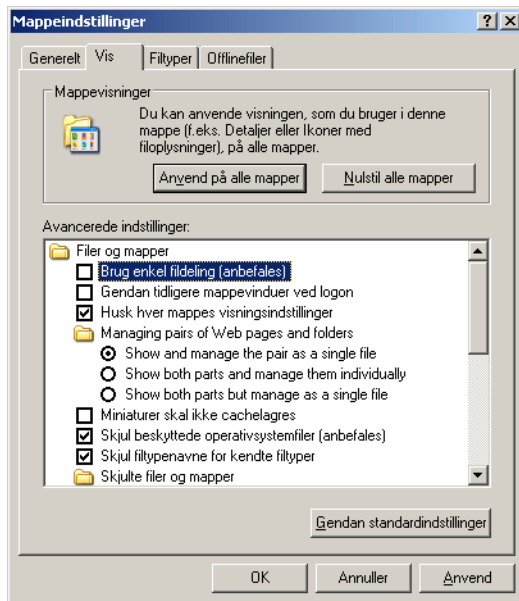 Mappeindstillinger
Generelt Vis Filtyper Offlinefiler
Mappevisninger
Du kan anvende visningen, som du bruger i denne
mappe (f.eks. Detaljer eller Ikoner med
filoplysninger), på alle mapper.
Anvend på alle mapper Nulstil alle mapper
Avancerede indstillinger:
Filer og mapper
Brug enkel fildeling (anbefales)
Gendan tidligere mappevinduer ved logon
Husk hver mappes visningsindstillinger
Managing pairs of Web pages and folders
Show and manage the pair as a single file
Show both parts and manage them individually
Show both parts but manage as a single file
Miniaturer skal ikke cachelagres
Skjul beskyttede operativsystemfiler (anbefales)
Skjul filtypenavne for kendte filtyper
Skjulte filer og mapper
Gendan standardindstillinger
OK Annuller Anvend